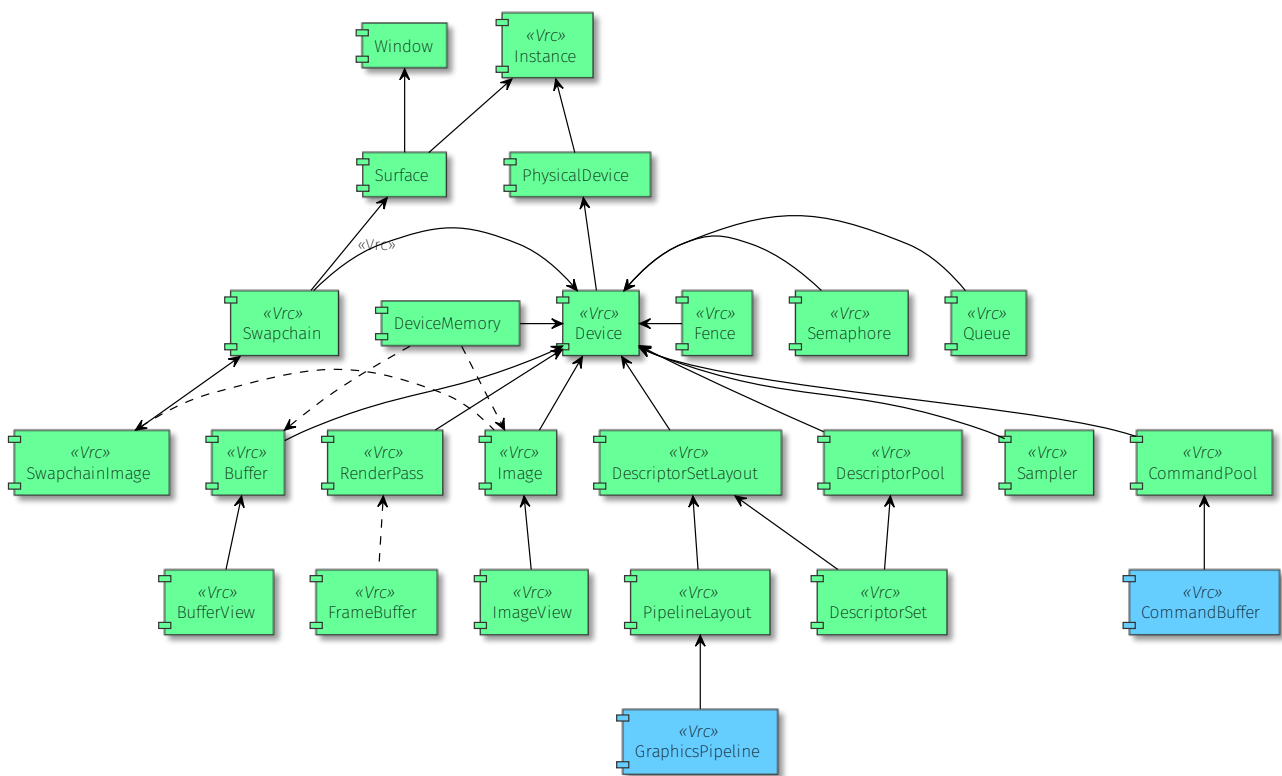 Window
«Vrc»
Instance
Surface
PhysicalDevice
«Vrc»
«Vrc»
Swapchain
DeviceMemory
«Vrc»
Device
«Vrc»
Fence
«Vrc»
Semaphore
«Vrc»
Queue
«Vrc»
SwapchainImage
«Vrc»
Buffer
«Vrc»
RenderPass
«Vrc»
Image
«Vrc»
DescriptorSetLayout
«Vrc»
DescriptorPool
«Vrc»
Sampler
«Vrc»
CommandPool
«Vrc»
BufferView
«Vrc»
FrameBuffer
«Vrc»
ImageView
«Vrc»
PipelineLayout
«Vrc»
DescriptorSet
«Vrc»
CommandBuffer
«Vrc»
GraphicsPipeline